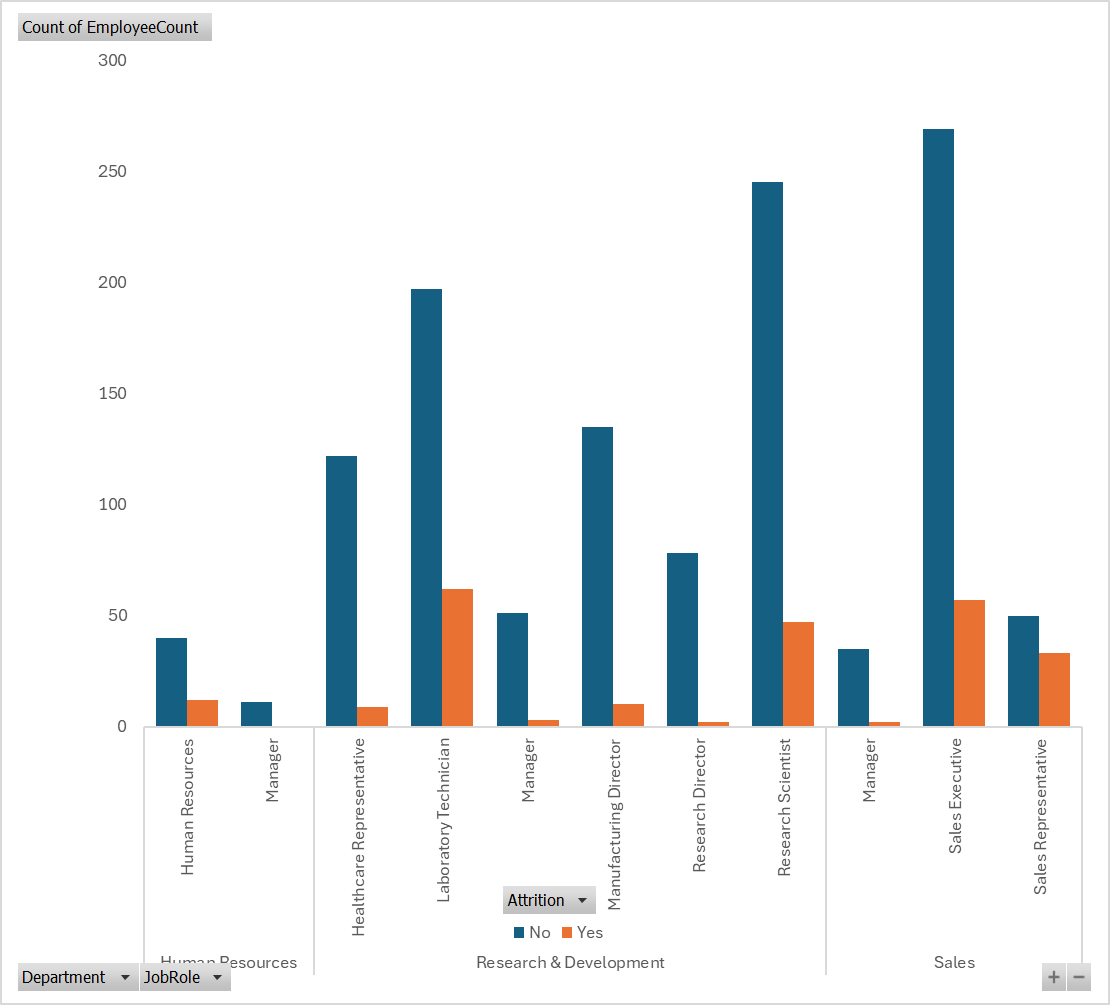 Count of EmployeeCount
300
250
200
150
100
50
0
Human Resources
Manager
Healthcare Representative
Laboratory Technician
Manager
Manufacturing Director
Research Director
Research Scientist
Manager
Sales Executive
Sales Representative
Attrition
No Yes
Human Resources
Research & Development
Sales
Department
JobRole
+ −